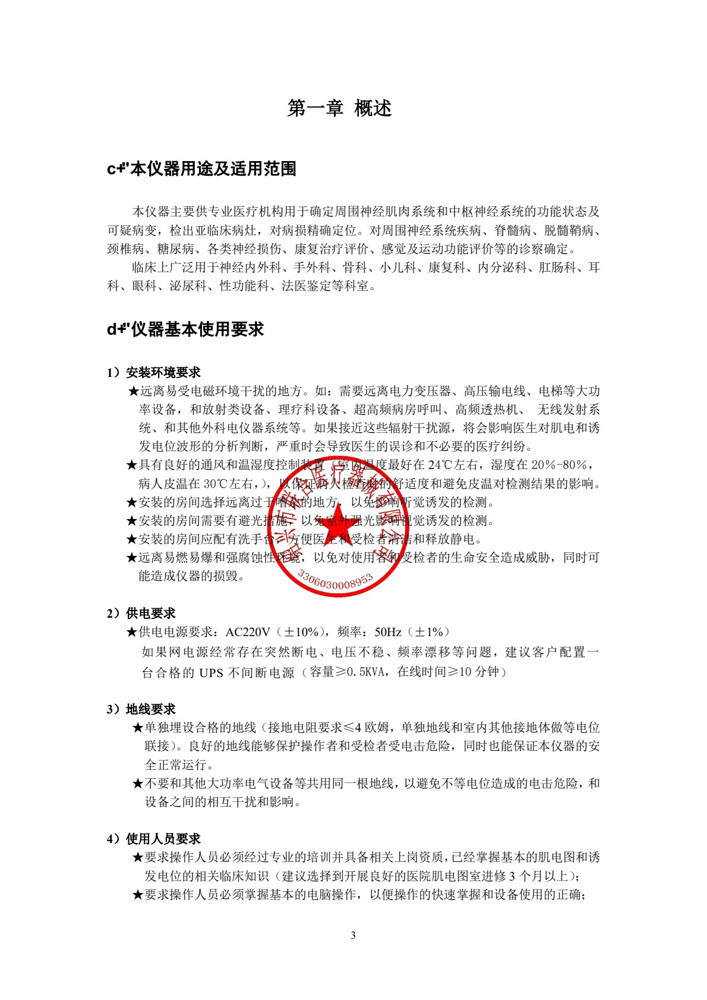 第一章 概述
c+"本仪器用途及适用范围
本仪器主要供专业医疗机构用于确定周围神经肌肉系统和中枢神经系统的功能状态及
可疑病变，检出亚临床病灶，对病损精确定位。对周围神经系统疾病、脊髓病、脱髓鞘病、
颈椎病、糖尿病、各类神经损伤、康复治疗评价、感觉及运动功能评价等的诊察确定。
临床上广泛用于神经内外科、手外科、骨科、小儿科、康复科、内分泌科、肛肠科、耳
科、眼科、泌尿科、性功能科、法医鉴定等科室。
d+"仪器基本使用要求
1）安装环境要求
★远离易受电磁环境干扰的地方。如：需要远离电力变压器、高压输电线、电梯等大功
率设备，和放射类设备、理疗科设备、超高频病房呼叫、高频透热机、 无线发射系
统、和其他外科电仪器系统等。如果接近这些辐射干扰源，将会影响医生对肌电和诱
发电位波形的分析判断，严重时会导致医生的误诊和不必要的医疗纠纷。
★具有良好的通风和温湿度控制装置（室内温度最好在 24℃左右，湿度在 20%-80%，
病人皮温在 30℃左右，），以保证病人检查时的舒适度和避免皮温对检测结果的影响。
★安装的房间选择远离过于嘈杂的地方，以免影响听觉诱发的检测。
★安装的房间需要有避光措施，以免室外强光影响视觉诱发的检测。
★安装的房间应配有洗手台，方便医生和受检者清洁和释放静电。
★远离易燃易爆和强腐蚀性环境，以免对使用者和受检者的生命安全造成威胁，同时可
能造成仪器的损毁。
市联合医疗器械有限公司
3306030008953
2）供电要求
★供电电源要求：AC220V（±10%），频率：50Hz（±1%）
如果网电源经常存在突然断电、电压不稳、频率漂移等问题，建议客户配置一
台合格的 UPS 不间断电源（容量≥0.5KVA，在线时间≥10 分钟）
3）地线要求
★单独埋设合格的地线（接地电阻要求≤4 欧姆，单独地线和室内其他接地体做等电位
联接）。良好的地线能够保护操作者和受检者受电击危险，同时也能保证本仪器的安
全正常运行。
★不要和其他大功率电气设备等共用同一根地线，以避免不等电位造成的电击危险，和
设备之间的相互干扰和影响。
4）使用人员要求
★要求操作人员必须经过专业的培训并具备相关上岗资质，已经掌握基本的肌电图和诱
发电位的相关临床知识（建议选择到开展良好的医院肌电图室进修 3 个月以上）；
★要求操作人员必须掌握基本的电脑操作，以便操作的快速掌握和设备使用的正确；
3